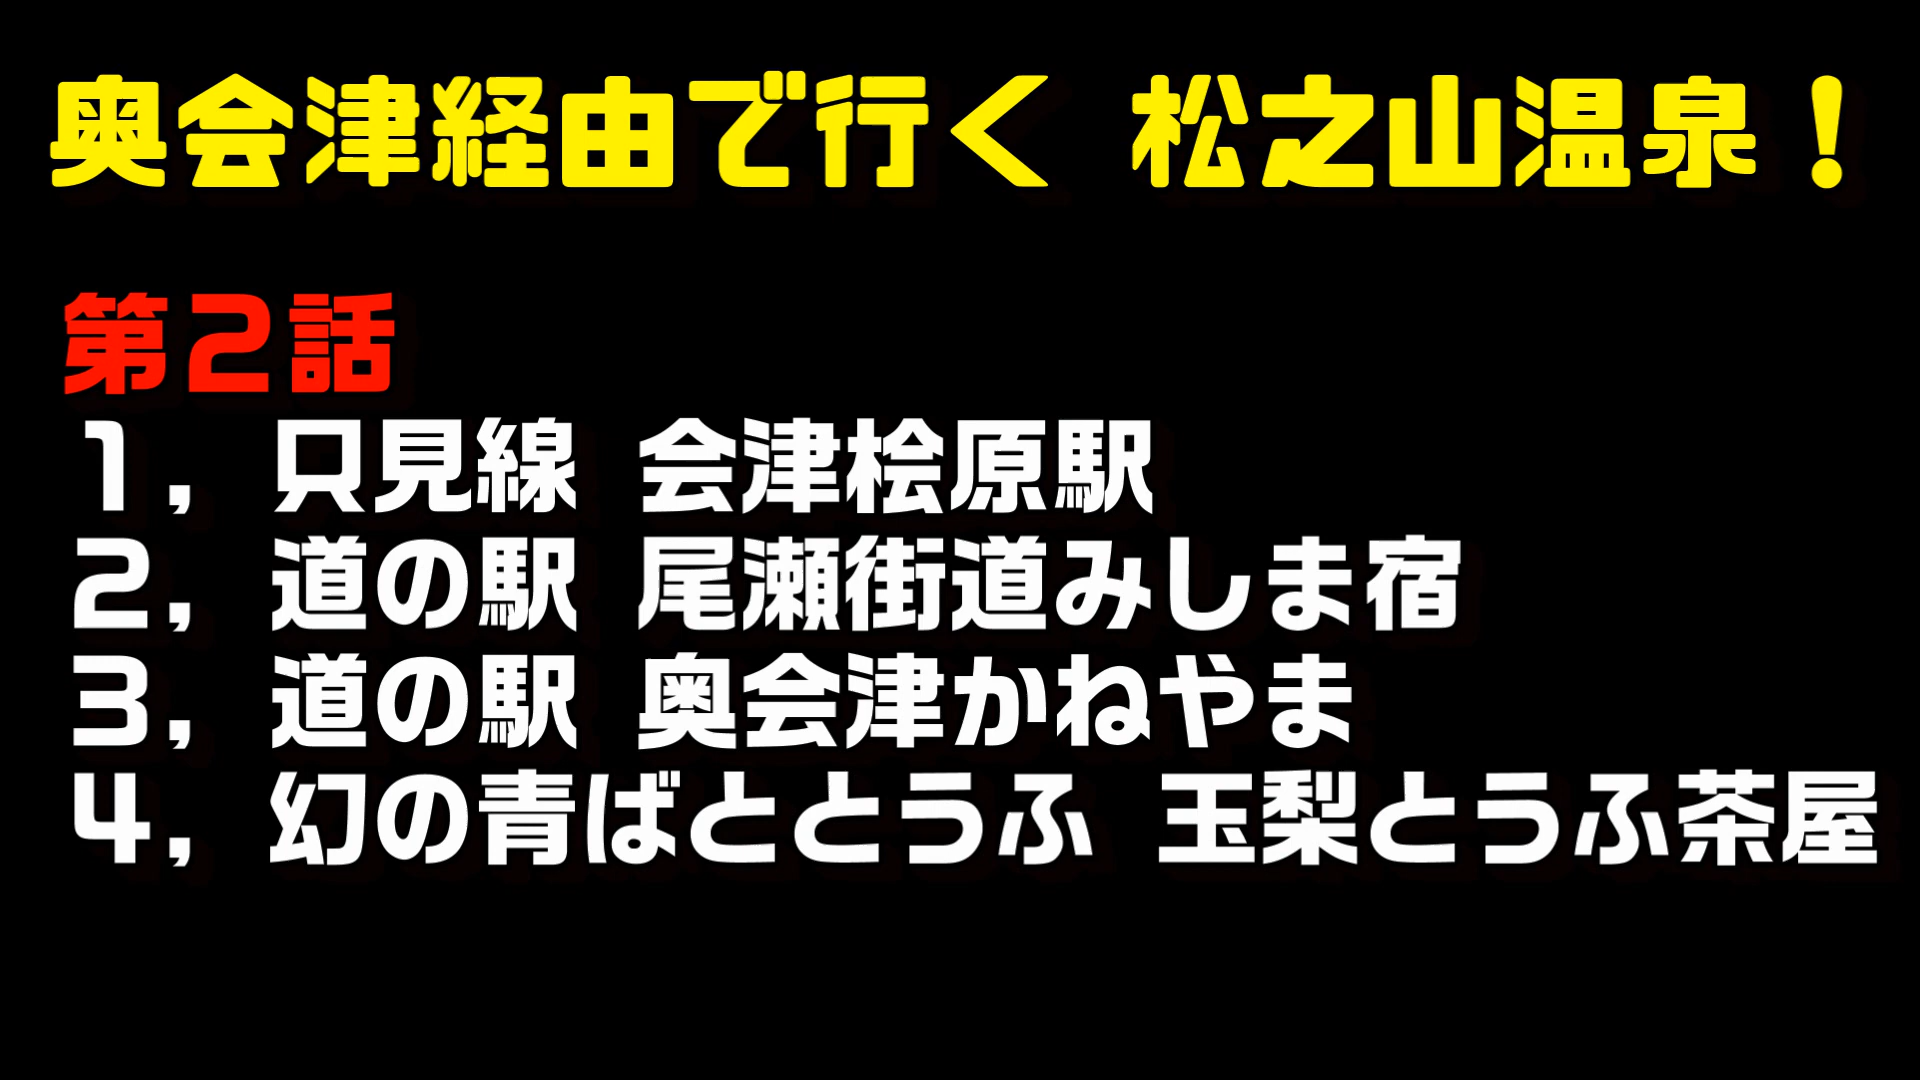 奥会津経由で行く 松之山温泉！
第２話
１，只見線 会津桧原駅
２，道の駅 尾瀬街道みしま宿
３，道の駅 奥会津かねやま
４，幻の青ばととうふ 玉梨とうふ茶屋